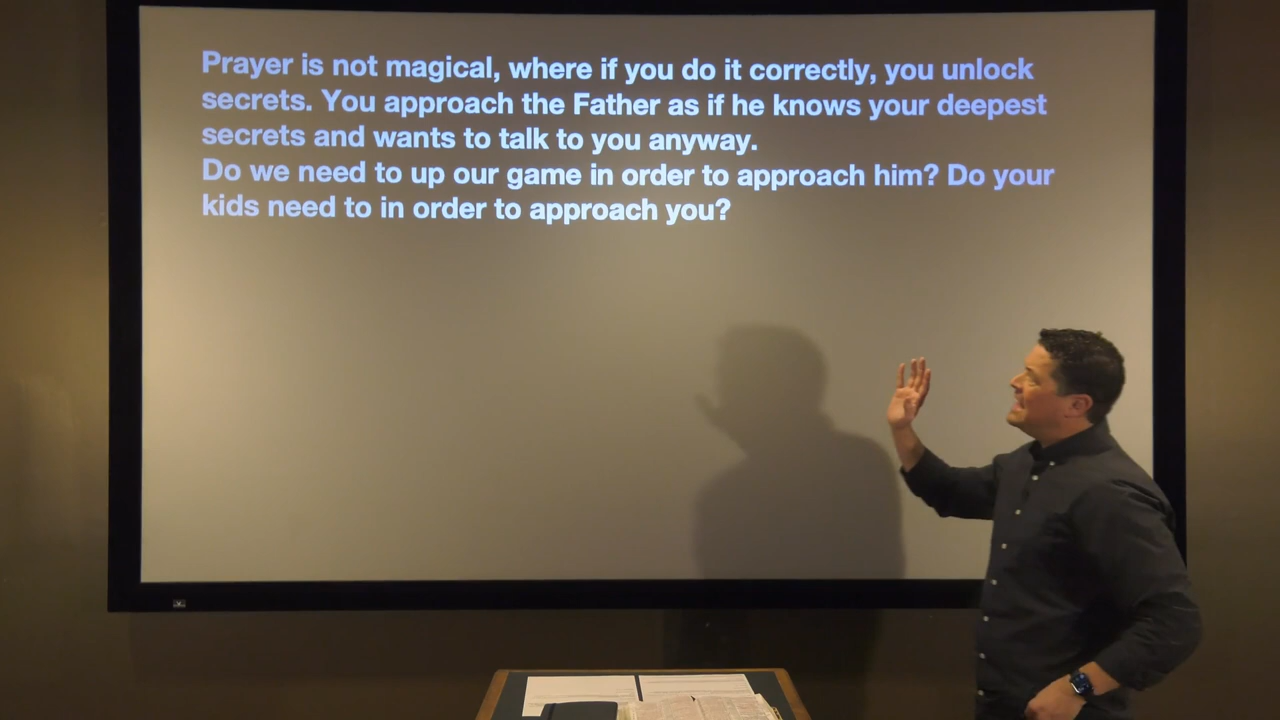 Prayer is not magical, where if you do it correctly, you unlock
secrets. You approach the Father as if he knows your deepest
secrets and wants to talk to you anyway.
Do we need to up our game in order to approach him? Do your
kids need to in order to approach you?